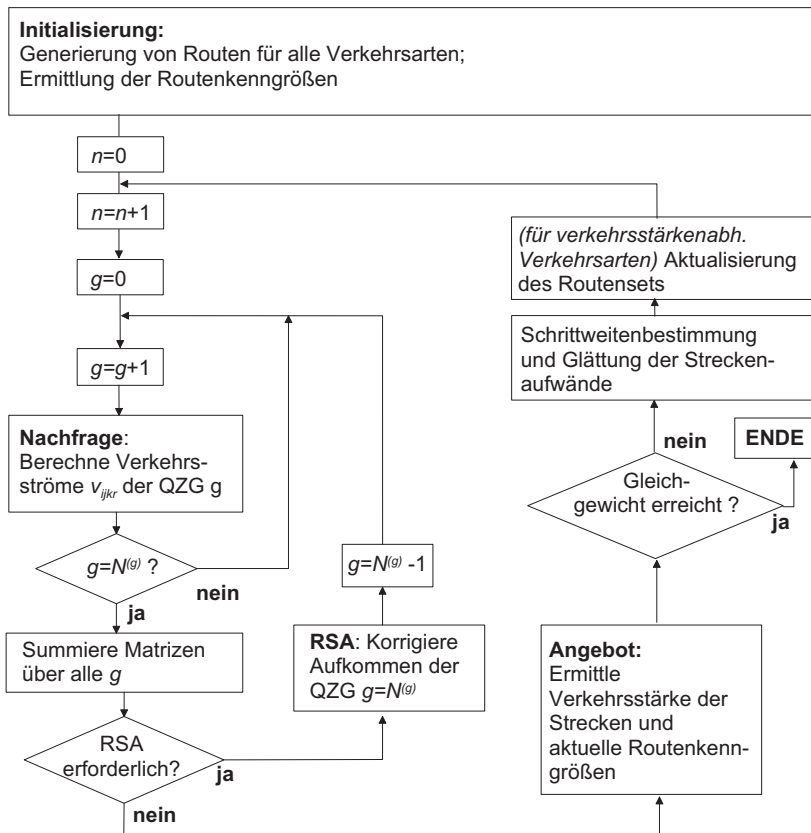 Initialisierung:
Generierung von Routen für alle Verkehrsarten;
Ermittlung der Routenkenngrößen
n=0
n=n+1
g=0
g=g+1
Nachfrage:
Berechne Verkehrs-
ströme v_ijkr der QZG g
g=N^(g) ?
nein
ja
Summiere Matrizen
über alle g
RSA
erforderlich?
ja
nein
g=N^(g) -1
RSA: Korrigiere
Aufkommen der
QZG g=N^(g)
(für verkehrsstärkenabh.
Verkehrsarten) Aktualisierung
des Routensets
Schrittweitenbestimmung
und Glättung der Strecken-
aufwände
nein
ENDE
Gleich-
gewicht erreicht ?
ja
Angebot:
Ermittle
Verkehrsstärke der
Strecken und
aktuelle Routenkenn-
größen